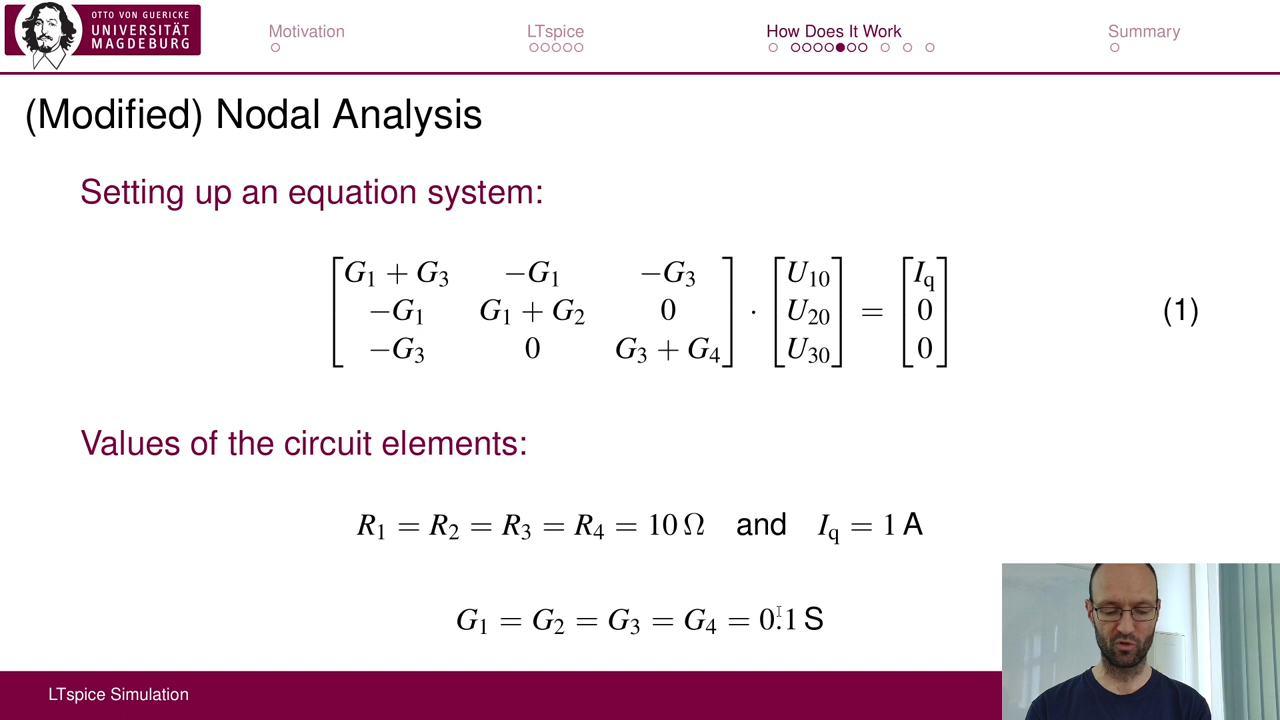 OTTO VON GUERICKE
UNIVERSITÄT
MAGDEBURG
Motivation
LTspice
How Does It Work
Summary
(Modified) Nodal Analysis
Setting up an equation system:
[G₁ + G₃ −G₁ −G₃] [U₁₀] [I_q]
[−G₁ G₁ + G₂ 0] · [U₂₀] = [0] (1)
[−G₃ 0 G₃ + G₄] [U₃₀] [0]
Values of the circuit elements:
R₁ = R₂ = R₃ = R₄ = 10 Ω and I_q = 1 A
G₁ = G₂ = G₃ = G₄ = 0.1 S
LTspice Simulation